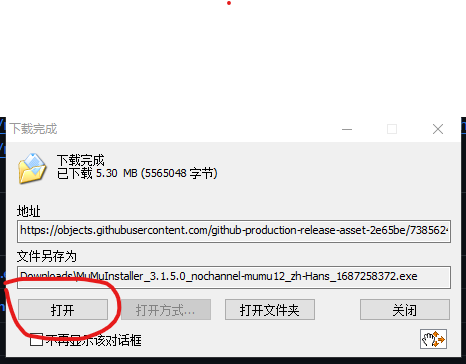 下载完成
下载完成
已下载 5.30 MB (5565048 字节)
地址
https://objects.githubusercontent.com/github-production-release-asset-2e65be/7385624
文件另存为
Downloads\MuMuInstaller_3.1.5.0_nochannel-mumu12_zh-Hans_1687258372.exe
打开
打开方式...
打开文件夹
关闭
不再显示该对话框